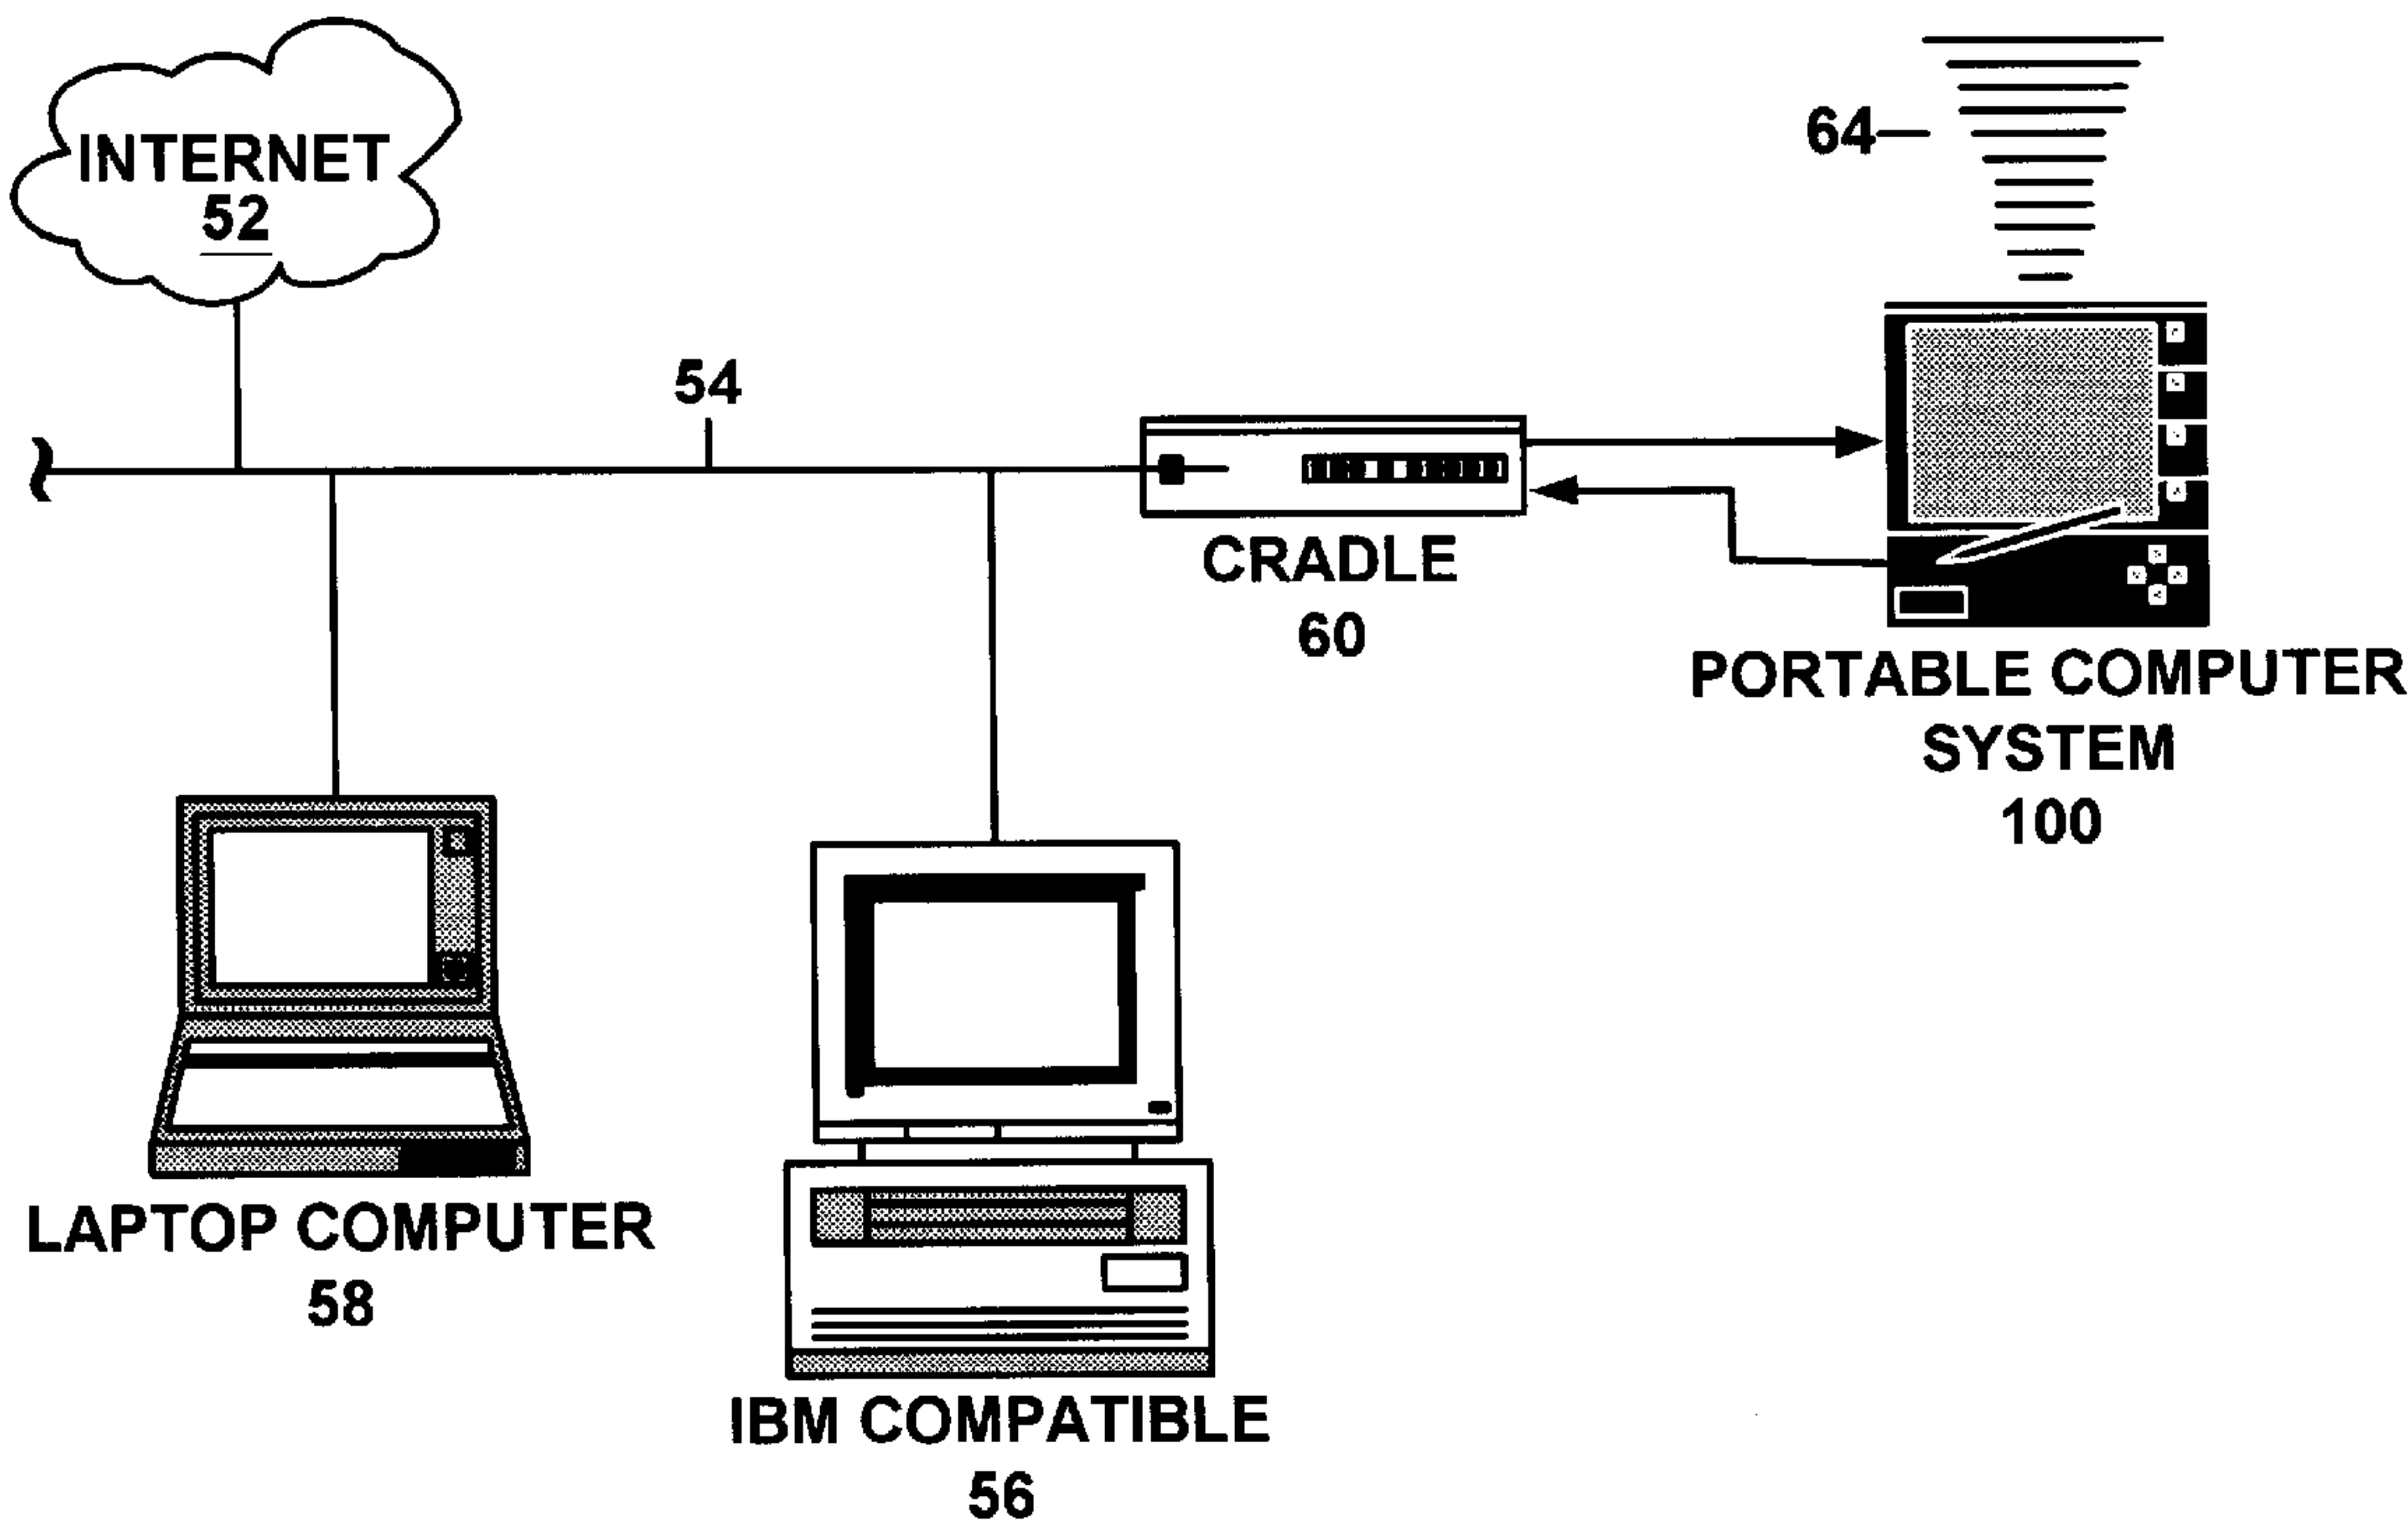 INTERNET
52
64
54
CRADLE
60
PORTABLE COMPUTER
SYSTEM
100
LAPTOP COMPUTER
58
IBM COMPATIBLE
56